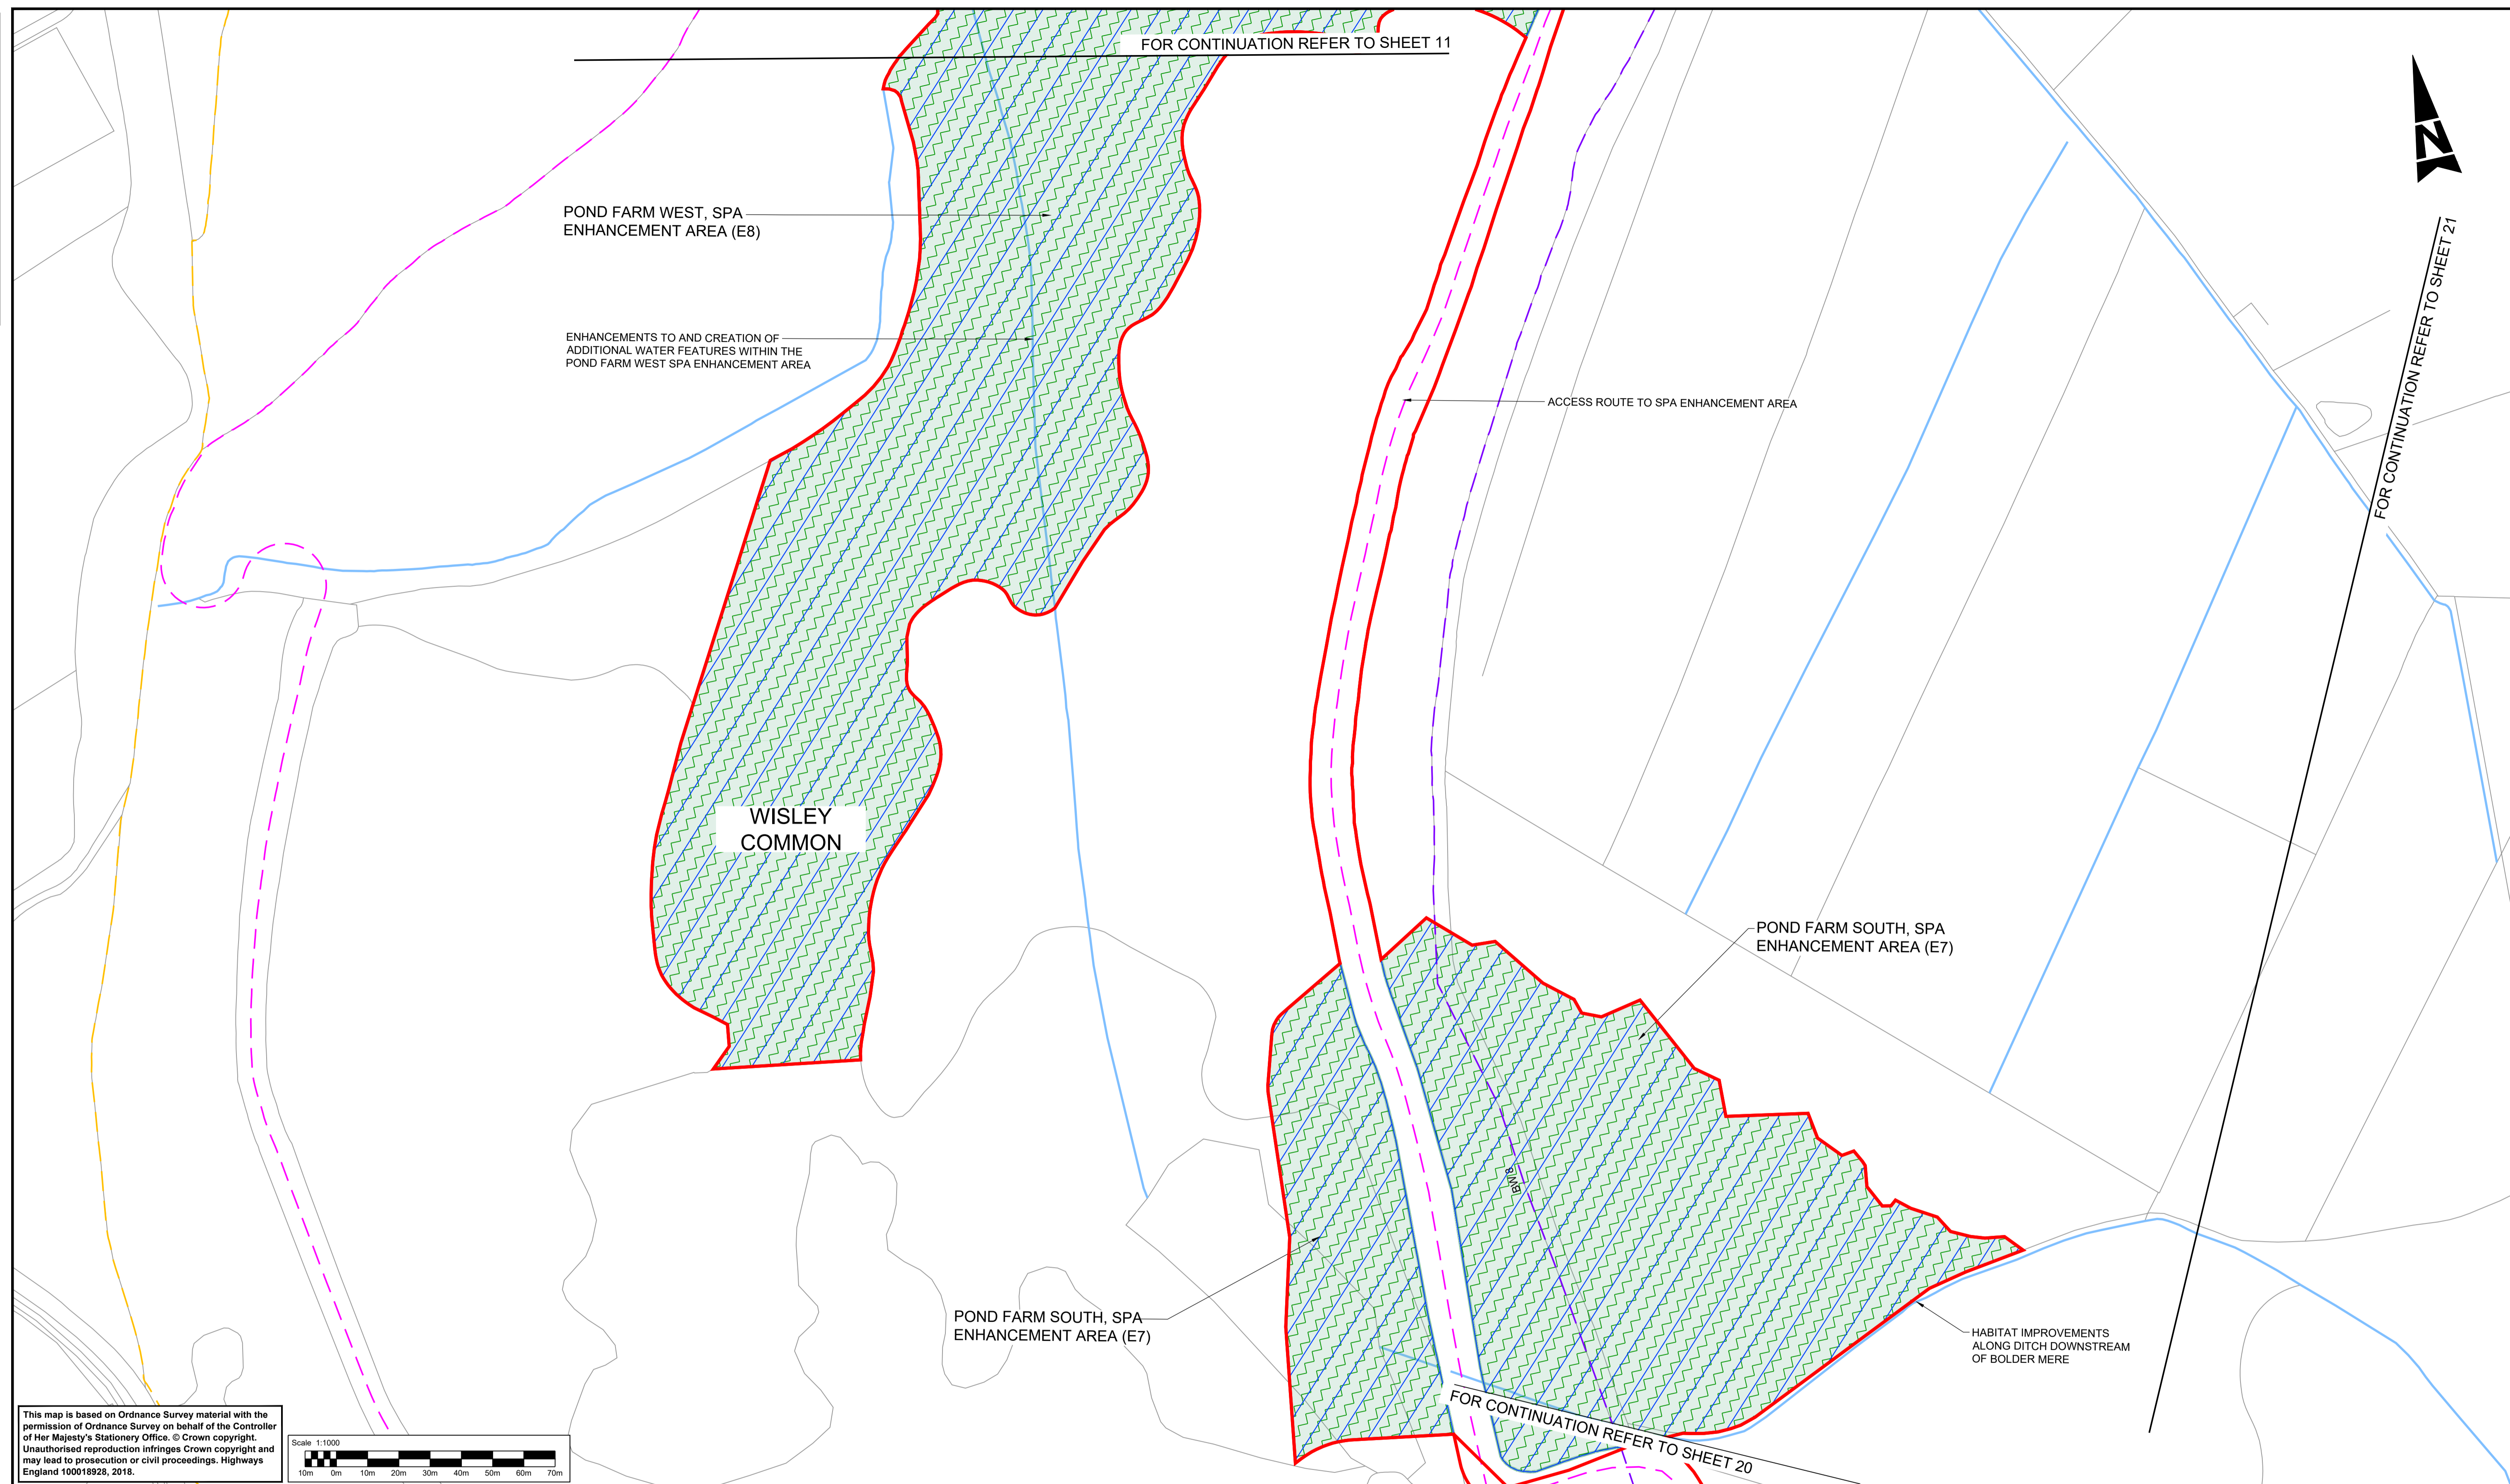 FOR CONTINUATION REFER TO SHEET 11
N
POND FARM WEST, SPA
ENHANCEMENT AREA (E8)
FOR CONTINUATION REFER TO SHEET 21
ENHANCEMENTS TO AND CREATION OF
ADDITIONAL WATER FEATURES WITHIN THE
POND FARM WEST SPA ENHANCEMENT AREA
ACCESS ROUTE TO SPA ENHANCEMENT AREA
WISLEY
COMMON
POND FARM SOUTH, SPA
ENHANCEMENT AREA (E7)
BW 8
POND FARM SOUTH, SPA
ENHANCEMENT AREA (E7)
HABITAT IMPROVEMENTS
ALONG DITCH DOWNSTREAM
OF BOLDER MERE
FOR CONTINUATION REFER TO SHEET 20
This map is based on Ordnance Survey material with the
permission of Ordnance Survey on behalf of the Controller
of Her Majesty's Stationery Office. © Crown copyright.
Unauthorised reproduction infringes Crown copyright and
may lead to prosecution or civil proceedings. Highways
England 100018928, 2018.
Scale 1:1000
10m 0m 10m 20m 30m 40m 50m 60m 70m